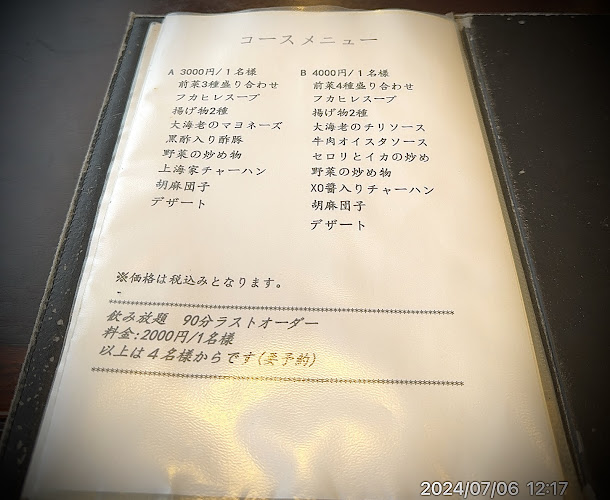 コースメニュー
A 3000円/1名様
前菜3種盛り合わせ
フカヒレスープ
揚げ物2種
大海老のマヨネーズ
黒酢入り酢豚
野菜の炒め物
上海家チャーハン
胡麻団子
デザート
B 4000円/1名様
前菜4種盛り合わせ
フカヒレスープ
揚げ物2種
大海老のチリソース
牛肉オイスタソース
セロリとイカの炒め
野菜の炒め物
XO醬入りチャーハン
胡麻団子
デザート
※価格は税込みとなります。
-
飲み放題 90分ラストオーダー
料金:2000円/1名様
以上は4名様からです(要予約)
2024/07/06 12:17